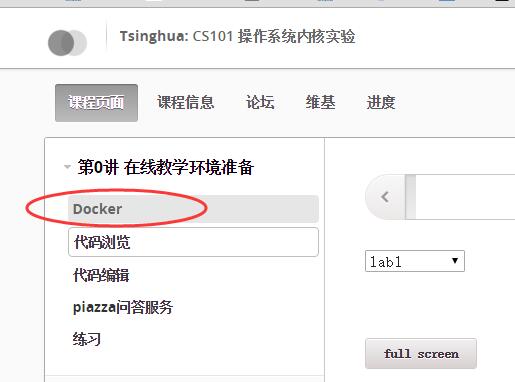 Tsinghua: CS101 操作系统内核实验
课程页面 课程信息 论坛 维基 进度
第0讲 在线教学环境准备
Docker
代码浏览
代码编辑
piazza问答服务
练习
lab1
full screen